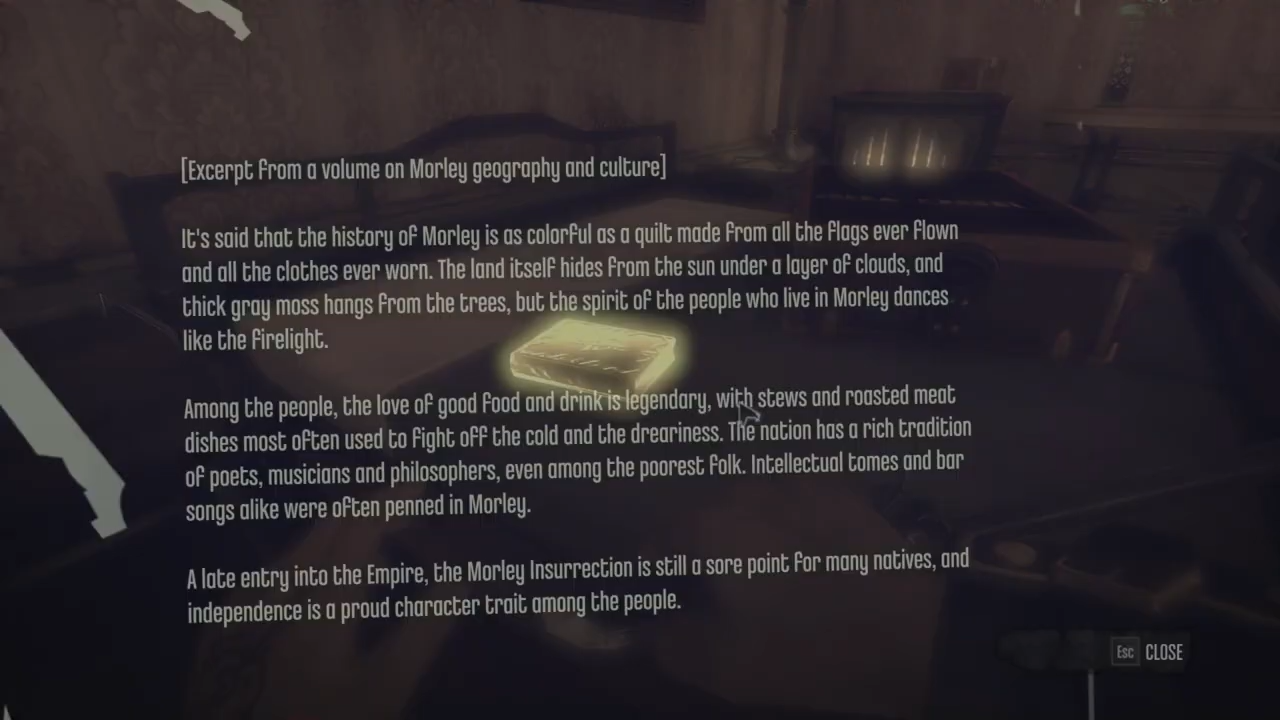 [Excerpt from a volume on Morley geography and culture]
It's said that the history of Morley is as colorful as a quilt made from all the flags ever flown
and all the clothes ever worn. The land itself hides from the sun under a layer of clouds, and
thick gray moss hangs from the trees, but the spirit of the people who live in Morley dances
like the firelight.
Among the people, the love of good food and drink is legendary, with stews and roasted meat
dishes most often used to fight off the cold and the dreariness. The nation has a rich tradition
of poets, musicians and philosophers, even among the poorest folk. Intellectual tomes and bar
songs alike were often penned in Morley.
A late entry into the Empire, the Morley Insurrection is still a sore point for many natives, and
independence is a proud character trait among the people.
Esc CLOSE